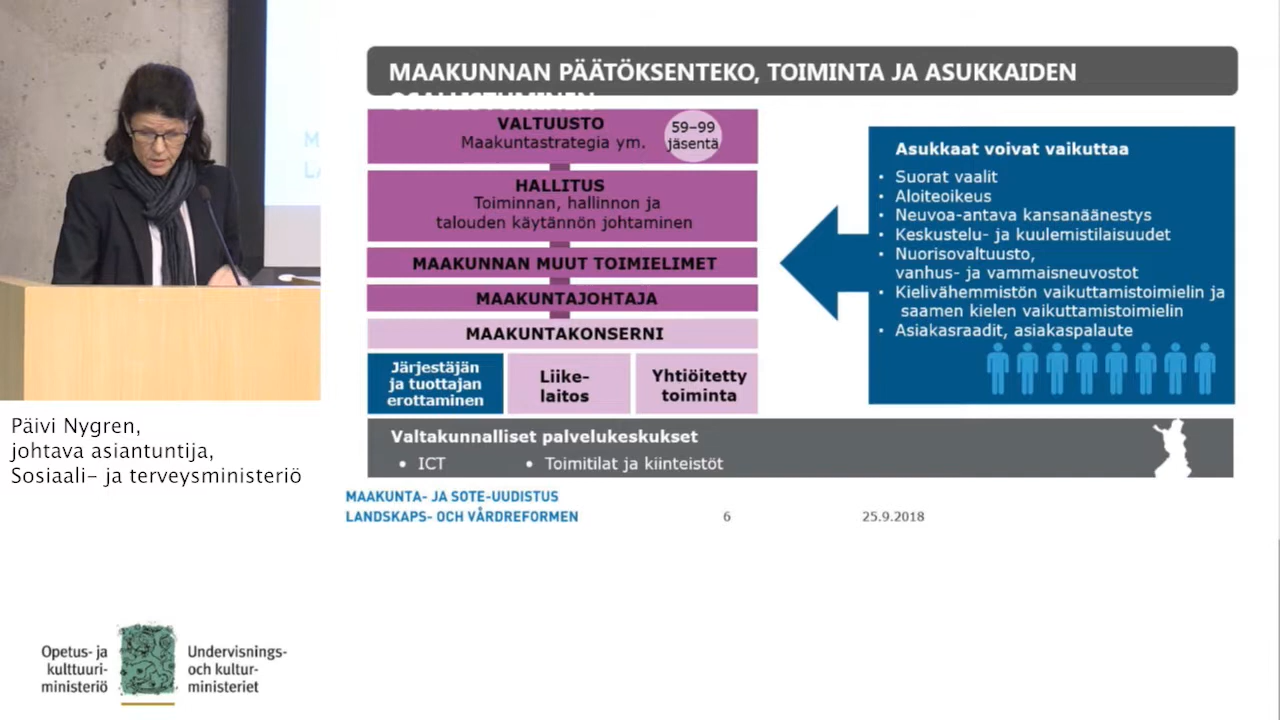 MAAKUNNAN PÄÄTÖKSENTEKO, TOIMINTA JA ASUKKAIDEN
OSALLISTUMINEN
VALTUUSTO
Maakuntastrategia ym.
59–99
jäsentä
HALLITUS
Toiminnan, hallinnon ja
talouden käytännön johtaminen
MAAKUNNAN MUUT TOIMIELIMET
MAAKUNTAJOHTAJA
MAAKUNTAKONSERNI
Järjestäjän
ja tuottajan
erottaminen
Liike-
laitos
Yhtiöitetty
toiminta
Asukkaat voivat vaikuttaa
• Suorat vaalit
• Aloiteoikeus
• Neuvoa-antava kansanäänestys
• Keskustelu- ja kuulemistilaisuudet
• Nuorisovaltuusto,
vanhus- ja vammaisneuvostot
• Kielivähemmistön vaikuttamistoimielin ja
saamen kielen vaikuttamistoimielin
• Asiakasraadit, asiakaspalaute
Valtakunnalliset palvelukeskukset
• ICT
• Toimitilat ja kiinteistöt
MAAKUNTA- JA SOTE-UUDISTUS
LANDSKAPS- OCH VÅRDREFORMEN
6
25.9.2018
Päivi Nygren,
johtava asiantuntija,
Sosiaali- ja terveysministeriö
Opetus- ja
kulttuuri-
ministeriö
Undervisnings-
och kultur-
ministeriet